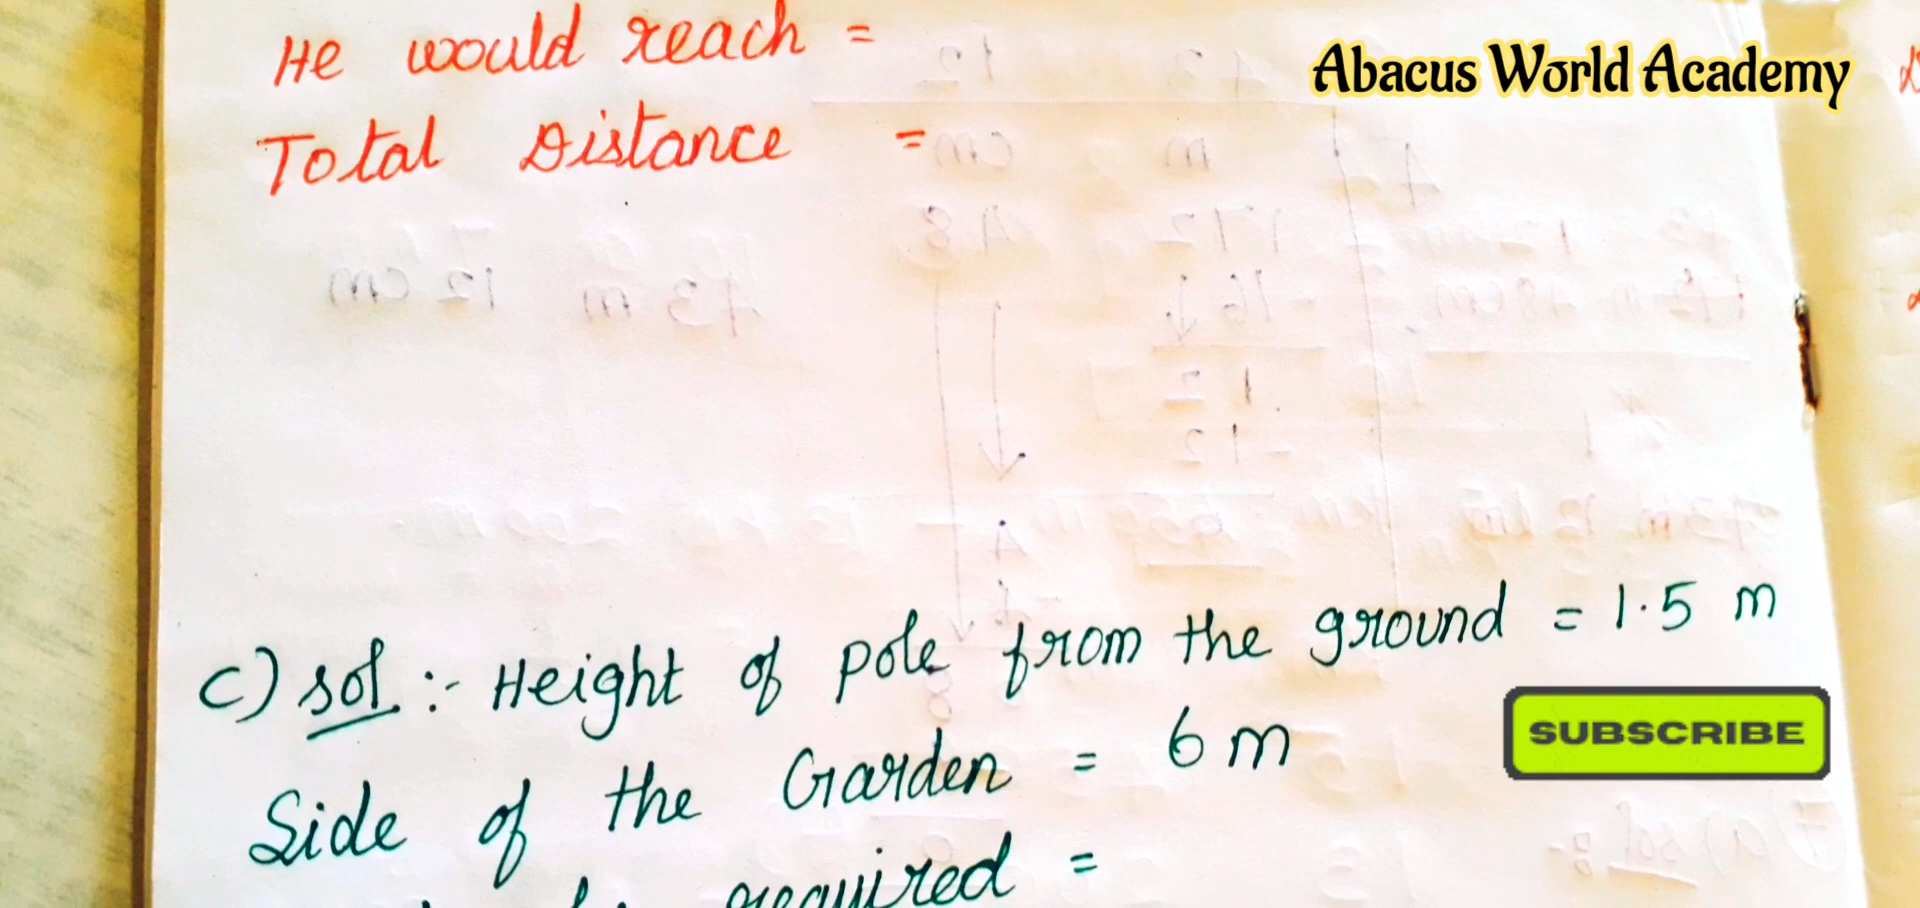 He would reach =
Abacus World Academy
Total Distance =
c) sol :- Height of pole from the ground = 1.5 m
SUBSCRIBE
Side of the Garden = 6 m
required =